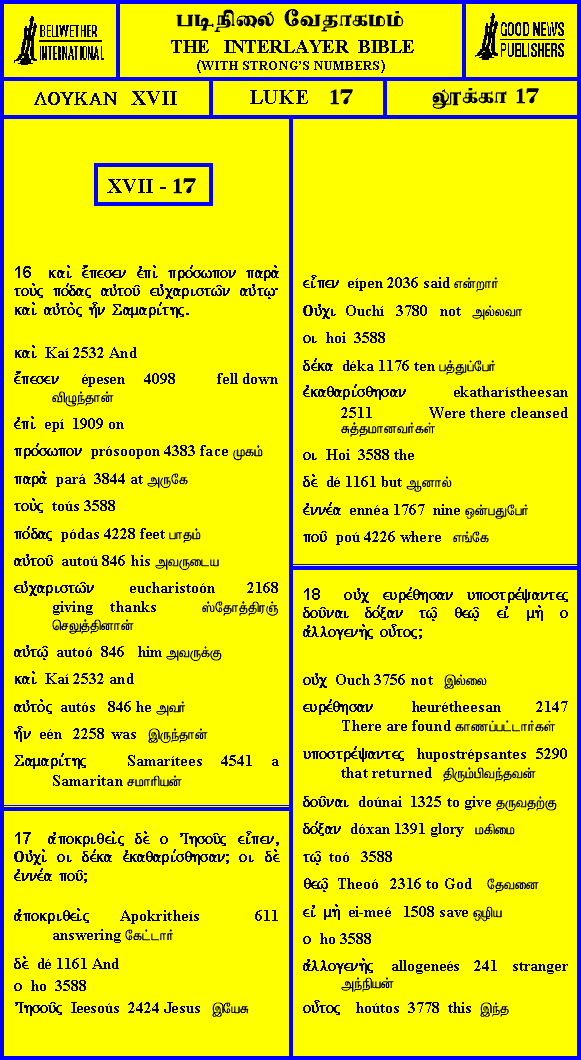 BELLWETHER
INTERNATIONAL
படிநிலை வேதாகமம்
THE INTERLAYER BIBLE
(WITH STRONG'S NUMBERS)
GOOD NEWS
PUBLISHERS
ΛΟΥΚΑΝ XVII
LUKE 17
லூக்கா 17
XVII - 17
16 καὶ ἔπεσεν ἐπὶ πρόσωπον παρὰ
τοὺς πόδας αὐτοῦ εὐχαριστῶν αὐτῳ·
καὶ αὐτὸς ἦν Σαμαρίτης.
καὶ Kaí 2532 And
ἔπεσεν épesen 4098 fell down
விழுந்தான்
ἐπὶ epí 1909 on
πρόσωπον prósoopon 4383 face முகம்
παρὰ pará 3844 at அருகே
τοὺς toús 3588
πόδας pódas 4228 feet பாதம்
αὐτοῦ autoú 846 his அவருடைய
εὐχαριστῶν eucharistoón 2168
giving thanks ஸ்தோத்திரஞ்
செலுத்தினான்
αὐτῷ autoó 846 him அவருக்கு
καὶ Kaí 2532 and
αὐτὸς autós 846 he அவர்
ἦν eén 2258 was இருந்தான்
Σαμαρίτης Samarítees 4541 a
Samaritan சமாரியன்
17 ἀποκριθεὶς δὲ ο Ἰησοῦς εἶπεν,
Οὐχὶ οι δέκα ἐκαθαρίσθησαν; οι δὲ
ἐννέα ποῦ;
ἀποκριθεὶς Apokritheís 611
answering கேட்டார்
δὲ dé 1161 And
ο ho 3588
Ἰησοῦς Ieesoús 2424 Jesus இயேசு
εἶπεν eípen 2036 said என்றார்
Οὐχι Ouchí 3780 not அல்லவா
οι hoi 3588
δέκα déka 1176 ten பத்துப்பேர்
ἐκαθαρίσθησαν ekatharístheesan
2511 Were there cleansed
சுத்தமானவர்கள்
οι Hoi 3588 the
δὲ dé 1161 but ஆனால்
ἐννέα ennéa 1767 nine ஒன்பதுபேர்
ποῦ poú 4226 where எங்கே
18 οὐχ ευρέθησαν υποστρέψαντες
δοῦναι δόξαν τῶ θεῶ εἰ μὴ ο
ἀλλογενὴς οὗτος;
οὐχ Ouch 3756 not இல்லை
ευρέθησαν heurétheesan 2147
There are found காணப்பட்டார்கள்
υποστρέψαντες hupostrépsantes 5290
that returned திரும்பிவந்தவன்
δοῦναι doúnai 1325 to give தருவதற்கு
δόξαν dóxan 1391 glory மகிமை
τῶ toó 3588
θεῶ Theoó 2316 to God தேவனை
εἰ μὴ ei-meé 1508 save ஒழிய
ο ho 3588
ἀλλογενὴς allogeneés 241 stranger
அந்நியன்
οὗτος hoútos 3778 this இந்த